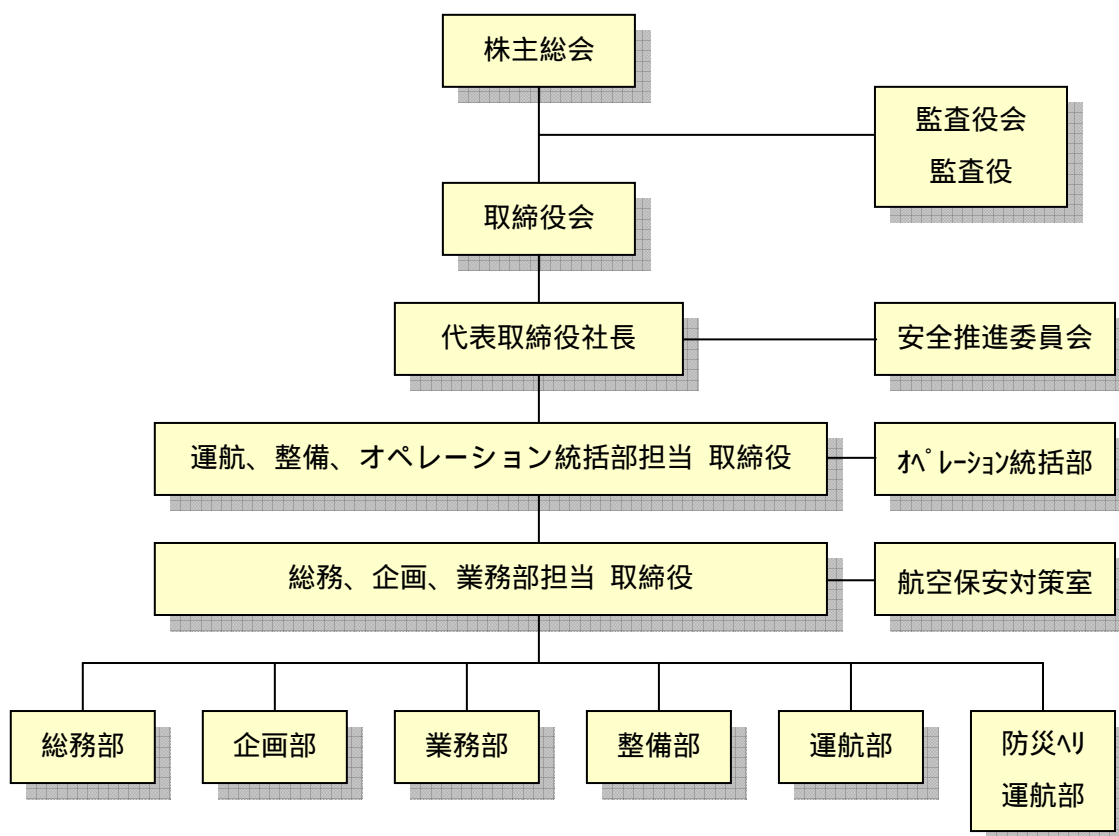 株主総会
監査役会
監査役
取締役会
代表取締役社長
安全推進委員会
運航、整備、オペレーション統括部担当 取締役
ｵﾍﾟﾚｰｼｮﾝ統括部
総務、企画、業務部担当 取締役
航空保安対策室
総務部
企画部
業務部
整備部
運航部
防災ﾍﾘ
運航部